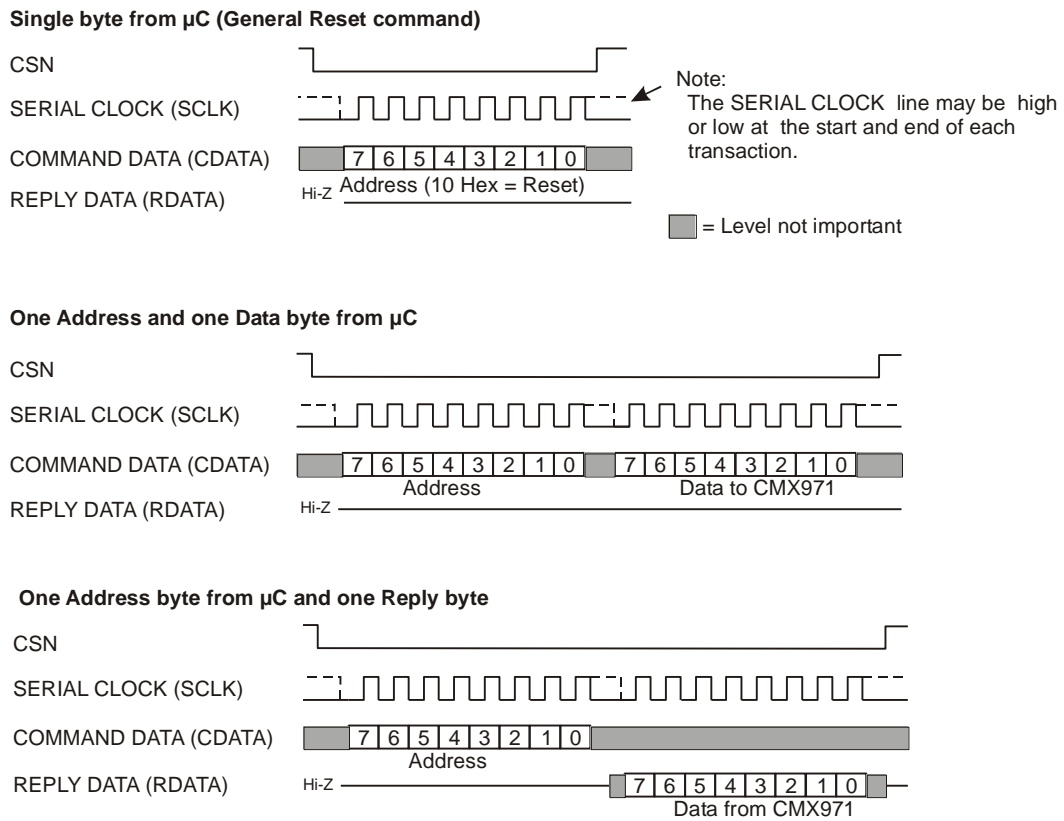 Single byte from µC (General Reset command)
CSN
SERIAL CLOCK (SCLK)
COMMAND DATA (CDATA)
7 6 5 4 3 2 1 0
Address (10 Hex = Reset)
REPLY DATA (RDATA)
Hi-Z
Note:
The SERIAL CLOCK line may be high
or low at the start and end of each
transaction.
= Level not important
One Address and one Data byte from µC
CSN
SERIAL CLOCK (SCLK)
COMMAND DATA (CDATA)
7 6 5 4 3 2 1 0 7 6 5 4 3 2 1 0
Address Data to CMX971
REPLY DATA (RDATA)
Hi-Z
One Address byte from µC and one Reply byte
CSN
SERIAL CLOCK (SCLK)
COMMAND DATA (CDATA)
7 6 5 4 3 2 1 0
Address
REPLY DATA (RDATA)
Hi-Z
7 6 5 4 3 2 1 0
Data from CMX971